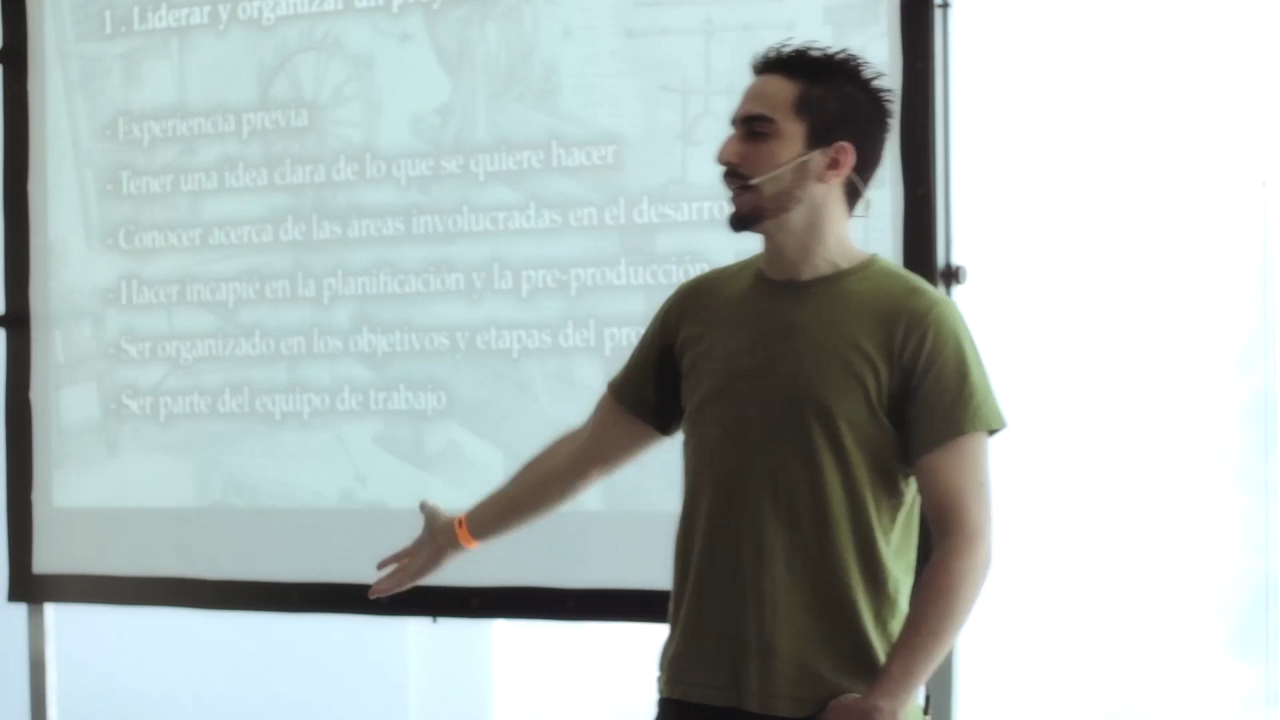 1 . Liderar y organizar un
- Experiencia previa
- Tener una idea clara de lo que se quiere hacer
- Conocer acerca de las áreas involucradas en el
- Hacer incapie en la planificación y la pre-producción
- Ser organizado en los objetivos y etapas del
- Ser parte del equipo de trabajo